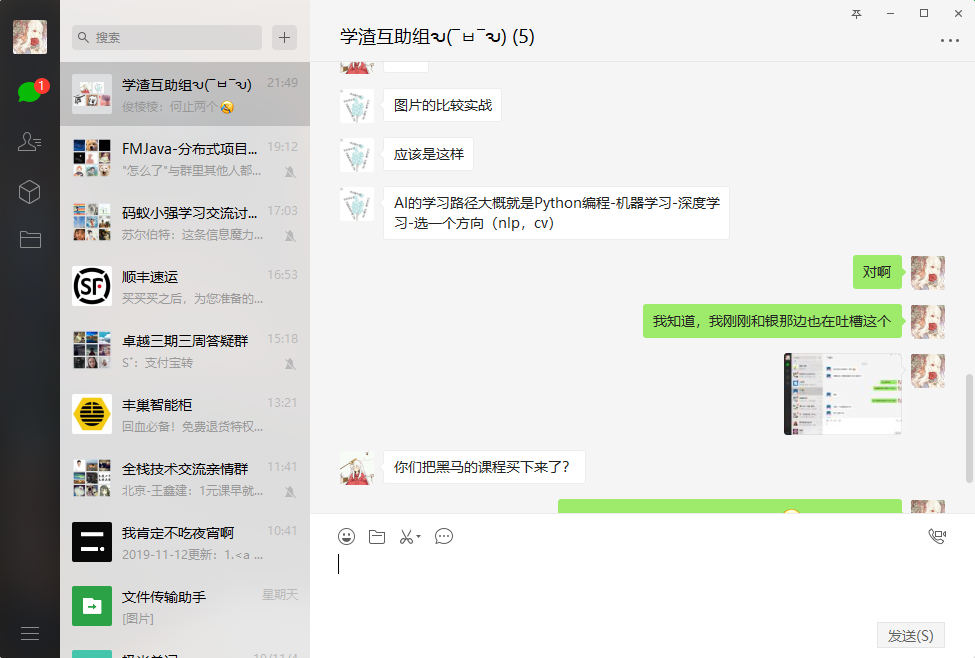 1
搜索
学渣互助组ԅ(¯ㅂ¯ԅ)
21:49
俊棱棱：何止两个
FMJava-分布式项目...
19:12
"怎么了"与群里其他人都...
码蚁小强学习交流讨...
17:03
苏尔伯特：这条信息魔力...
顺丰速运
16:53
买买买之后，为您准备的...
卓越三期三周答疑群
15:18
S˚：支付宝转
丰巢智能柜
13:21
回血必备！免费退货特权...
全栈技术交流亲情群
11:41
北京-王鑫建：1元课早就...
我肯定不吃夜宵啊
10:41
2019-11-12更新：1.<a ...
文件传输助手
星期天
[图片]
学渣互助组ԅ(¯ㅂ¯ԅ) (5)
图片的比较实战
应该是这样
AI的学习路径大概就是Python编程-机器学习-深度学
习-选一个方向（nlp，cv）
对啊
我知道，我刚刚和银那边也在吐槽这个
你们把黑马的课程买下来了？
发送(S)